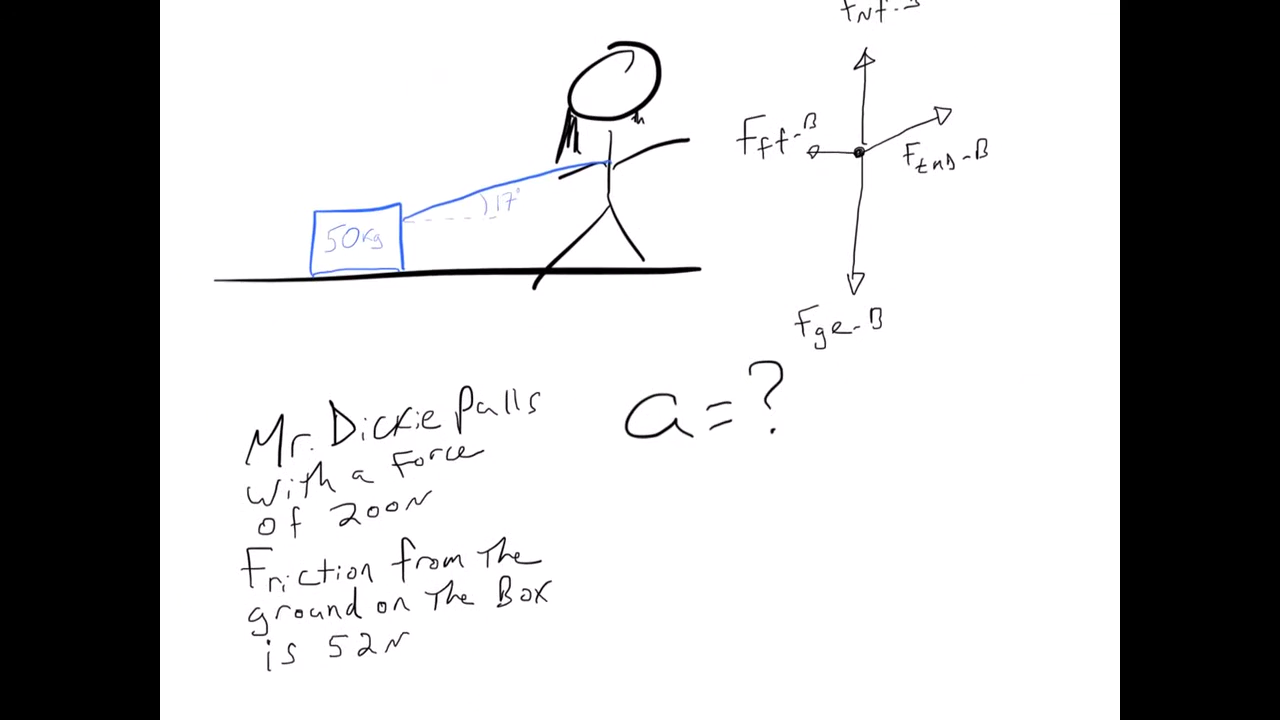 50kg
17°
Fff-B
Ftens-B
Fge-B
a=?
Mr. Dickie Pulls
with a Force
of 200N
Friction from the
ground on the Box
is 52N